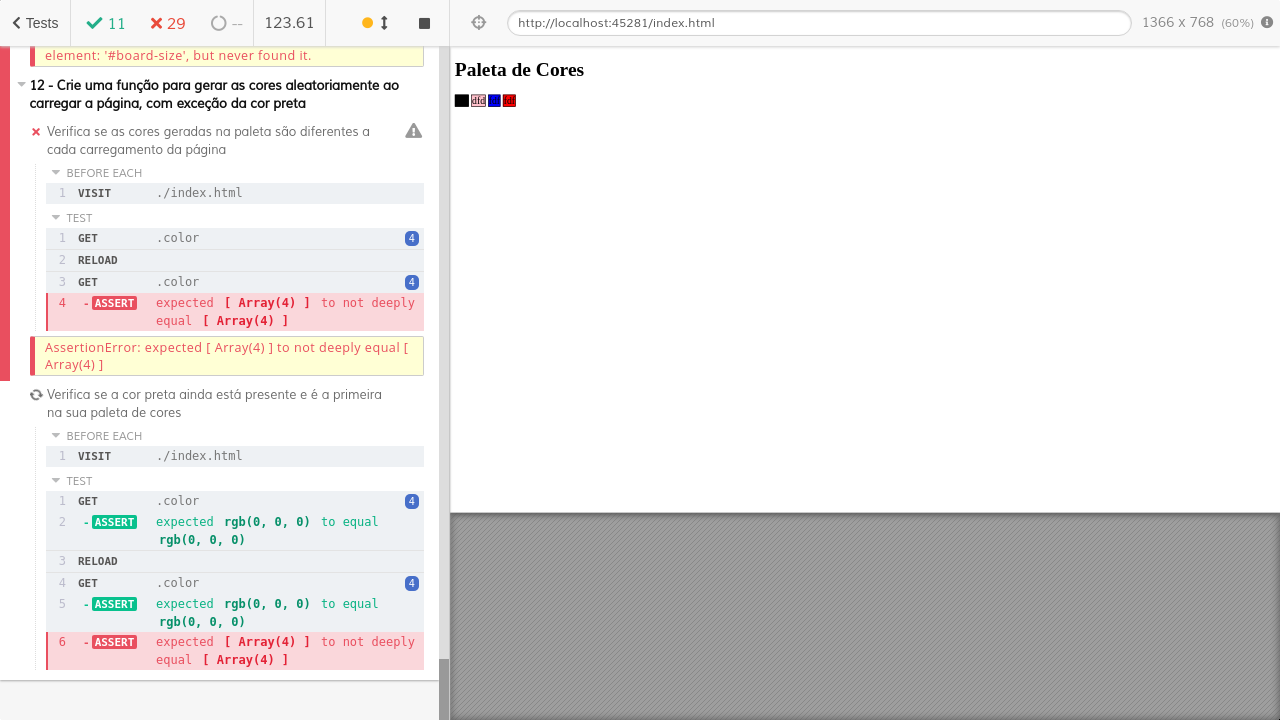 Tests
11
29
--
123.61
http://localhost:45281/index.html
1366 x 768 (60%)
element: '#board-size', but never found it.
12 - Crie uma função para gerar as cores aleatoriamente ao
carregar a página, com exceção da cor preta
Verifica se as cores geradas na paleta são diferentes a
cada carregamento da página
BEFORE EACH
1 VISIT ./index.html
TEST
1 GET .color 4
2 RELOAD
3 GET .color 4
4 -ASSERT expected [ Array(4) ] to not deeply
equal [ Array(4) ]
AssertionError: expected [ Array(4) ] to not deeply equal [
Array(4) ]
Verifica se a cor preta ainda está presente e é a primeira
na sua paleta de cores
BEFORE EACH
1 VISIT ./index.html
TEST
1 GET .color 4
2 -ASSERT expected rgb(0, 0, 0) to equal
rgb(0, 0, 0)
3 RELOAD
4 GET .color 4
5 -ASSERT expected rgb(0, 0, 0) to equal
rgb(0, 0, 0)
6 -ASSERT expected [ Array(4) ] to not deeply
equal [ Array(4) ]
Paleta de Cores
dfd